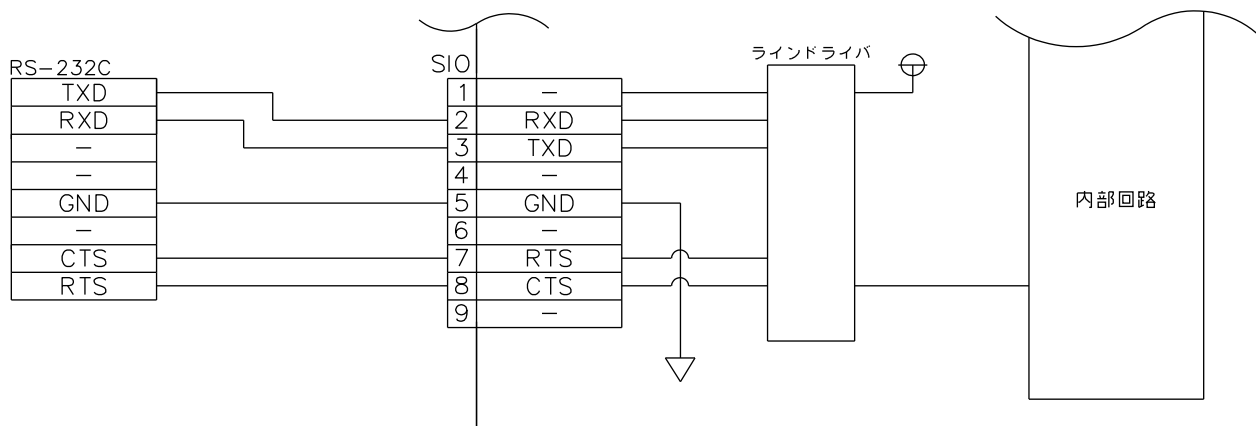 RS-232C
TXD
RXD
-
-
GND
-
CTS
RTS
SIO
1 -
2 RXD
3 TXD
4 -
5 GND
6 -
7 RTS
8 CTS
9 -
ラインドライバ
内部回路